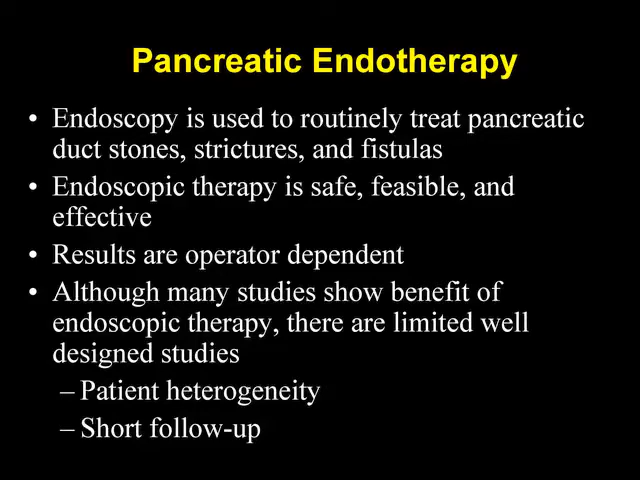 Pancreatic Endotherapy
• Endoscopy is used to routinely treat pancreatic
duct stones, strictures, and fistulas
• Endoscopic therapy is safe, feasible, and
effective
• Results are operator dependent
• Although many studies show benefit of
endoscopic therapy, there are limited well
designed studies
– Patient heterogeneity
– Short follow-up